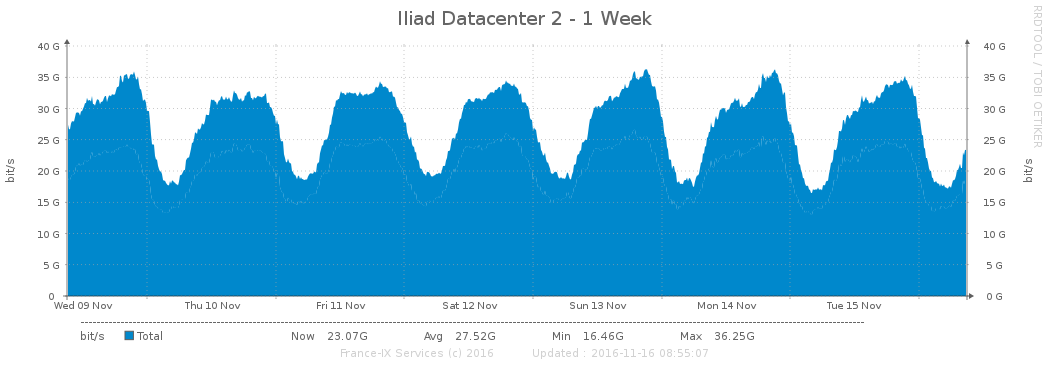 Iliad Datacenter 2 - 1 Week
RRDTOOL / TOBI OETIKER
bit/s
40 G
35 G
30 G
25 G
20 G
15 G
10 G
5 G
0
40 G
35 G
30 G
25 G
20 G
15 G
10 G
5 G
0 G
bit/s
Wed 09 Nov Thu 10 Nov Fri 11 Nov Sat 12 Nov Sun 13 Nov Mon 14 Nov Tue 15 Nov
bit/s Total Now 23.07G Avg 27.52G Min 16.46G Max 36.25G
France-IX Services (c) 2016 Updated : 2016-11-16 08:55:07